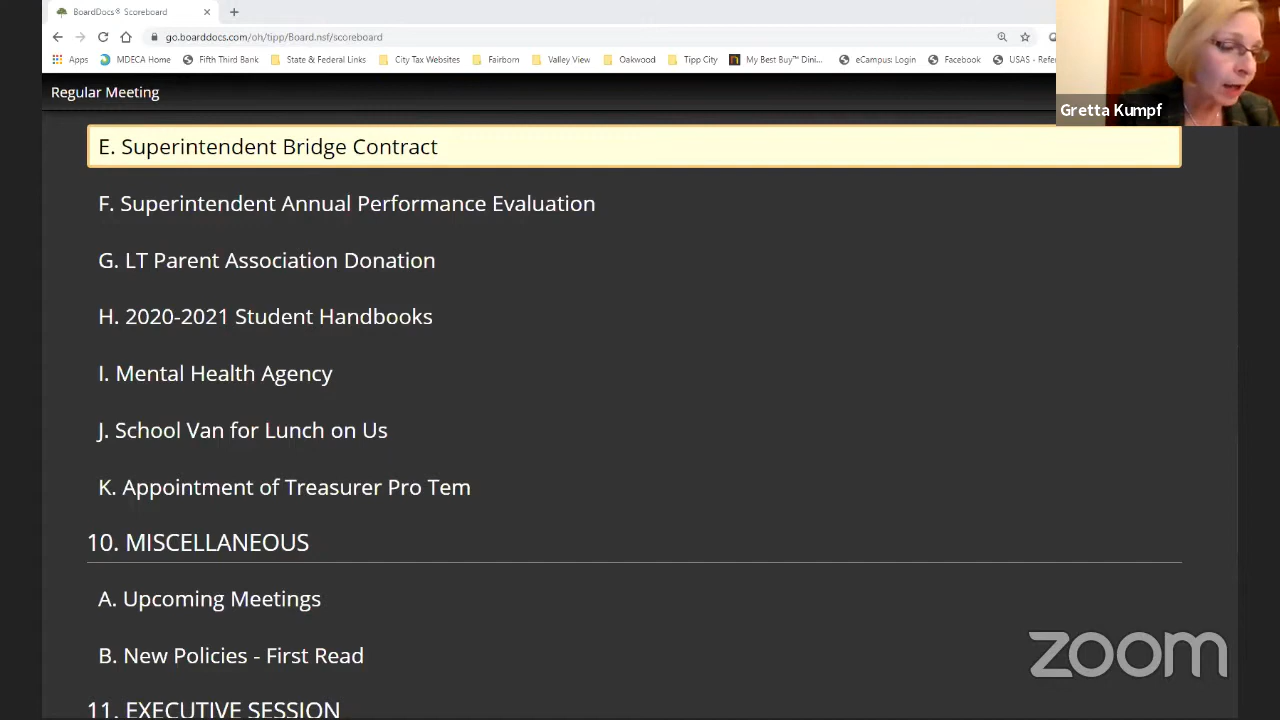 BoardDocs® Scoreboard
go.boarddocs.com/oh/tipp/Board.nsf/scoreboard
Apps MDECA Home Fifth Third Bank State & Federal Links City Tax Websites Fairborn Valley View Oakwood Tipp City My Best Buy™ Dini... eCampus: Login Facebook USAS - Refer
Regular Meeting
Gretta Kumpf
E. Superintendent Bridge Contract
F. Superintendent Annual Performance Evaluation
G. LT Parent Association Donation
H. 2020-2021 Student Handbooks
I. Mental Health Agency
J. School Van for Lunch on Us
K. Appointment of Treasurer Pro Tem
10. MISCELLANEOUS
A. Upcoming Meetings
B. New Policies - First Read
zoom
11. EXECUTIVE SESSION